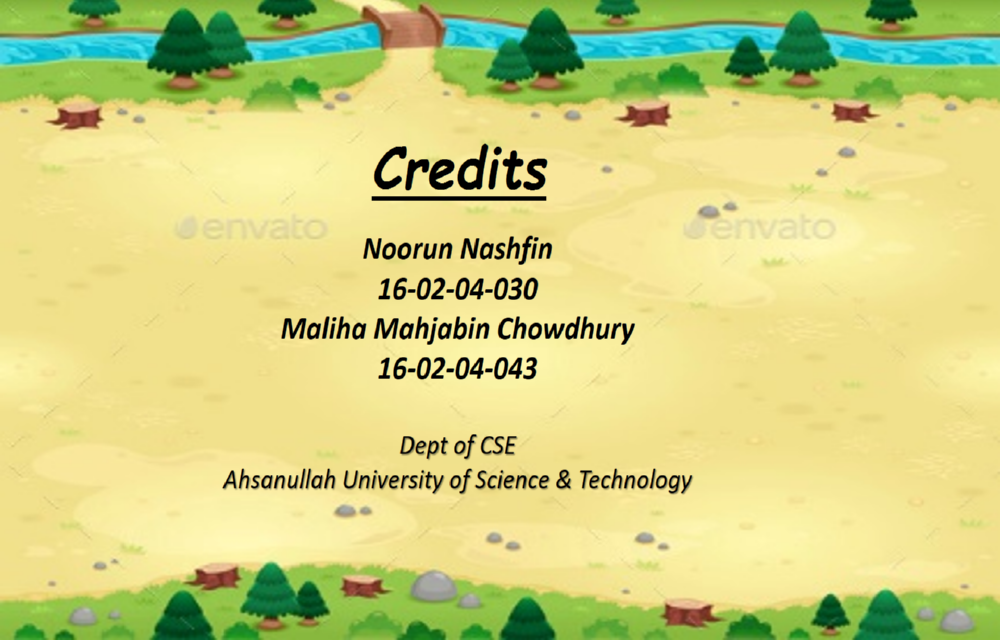 Credits
envato envato
Noorun Nashfin
16-02-04-030
Maliha Mahjabin Chowdhury
16-02-04-043
Dept of CSE
Ahsanullah University of Science & Technology